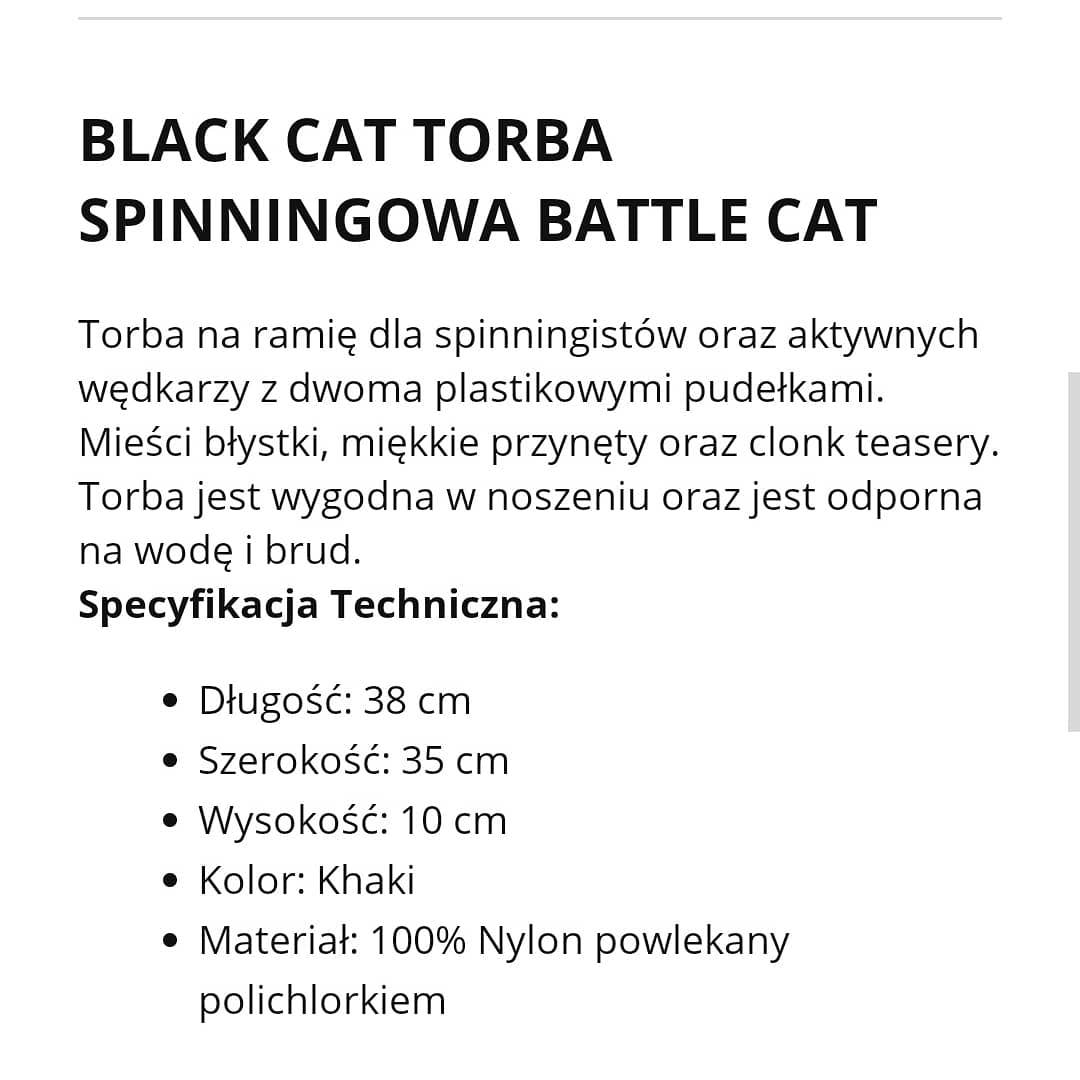 BLACK CAT TORBA
SPINNINGOWA BATTLE CAT
Torba na ramię dla spinningistów oraz aktywnych
wędkarzy z dwoma plastikowymi pudełkami.
Mieści błystki, miękkie przynęty oraz clonk teasery.
Torba jest wygodna w noszeniu oraz jest odporna
na wodę i brud.
Specyfikacja Techniczna:
• Długość: 38 cm
• Szerokość: 35 cm
• Wysokość: 10 cm
• Kolor: Khaki
• Materiał: 100% Nylon powlekany
polichlorkiem